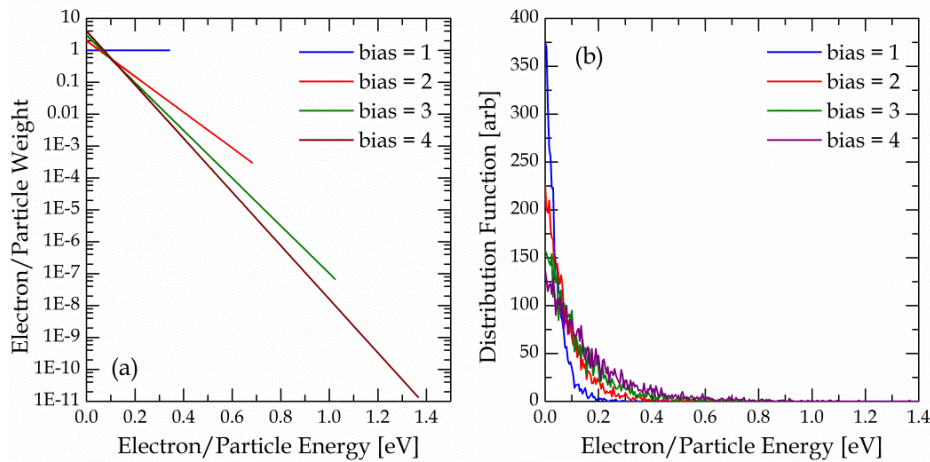 10
1
0.1
0.01
1E-3
1E-4
1E-5
1E-6
1E-7
1E-8
1E-9
1E-10
1E-11
Electron/Particle Weight
bias = 1
bias = 2
bias = 3
bias = 4
(a)
0.0 0.2 0.4 0.6 0.8 1.0 1.2 1.4
Electron/Particle Energy [eV]
400
350
300
250
200
150
100
50
0
Distribution Function [arb]
(b)
bias = 1
bias = 2
bias = 3
bias = 4
0.0 0.2 0.4 0.6 0.8 1.0 1.2 1.4
Electron/Particle Energy [eV]